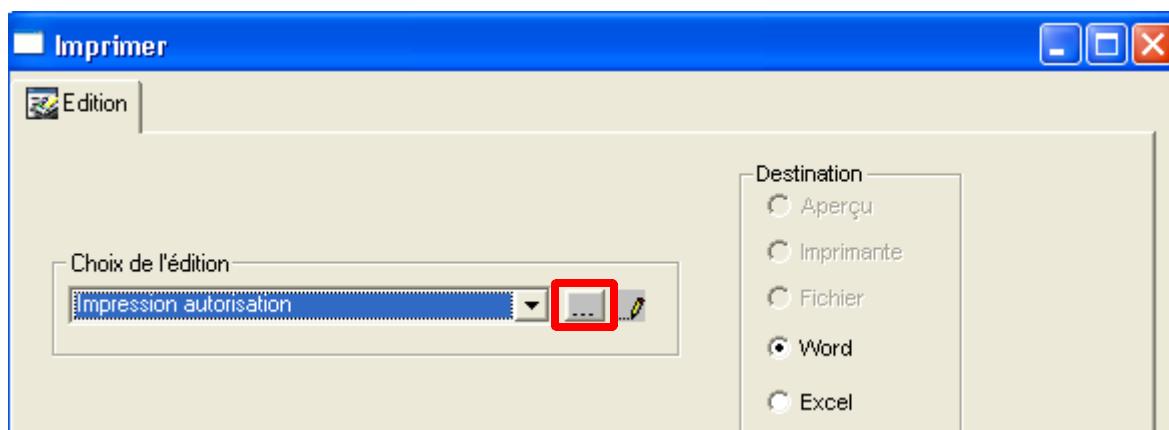 Imprimer
Edition
Destination
Aperçu
Imprimante
Fichier
Word
Excel
Choix de l'édition
Impression autorisation
...